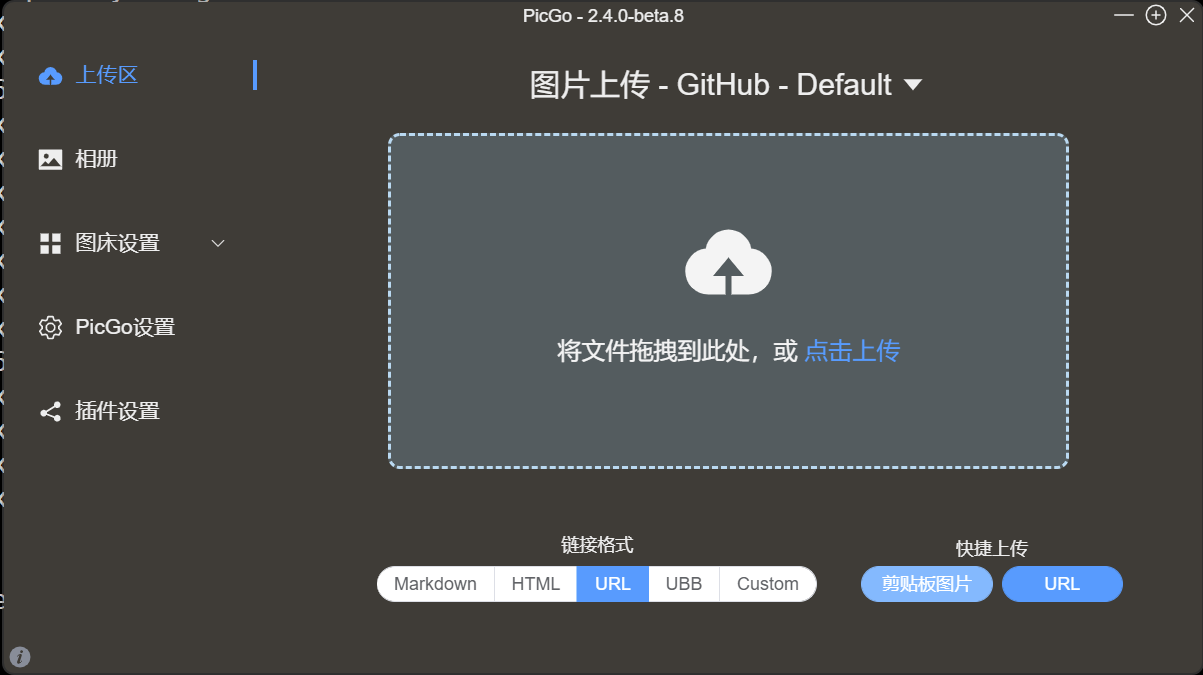 PicGo - 2.4.0-beta.8
上传区
相册
图床设置
PicGo设置
插件设置
图片上传 - GitHub - Default
将文件拖拽到此处，或 点击上传
链接格式
Markdown HTML URL UBB Custom
快捷上传
剪贴板图片 URL